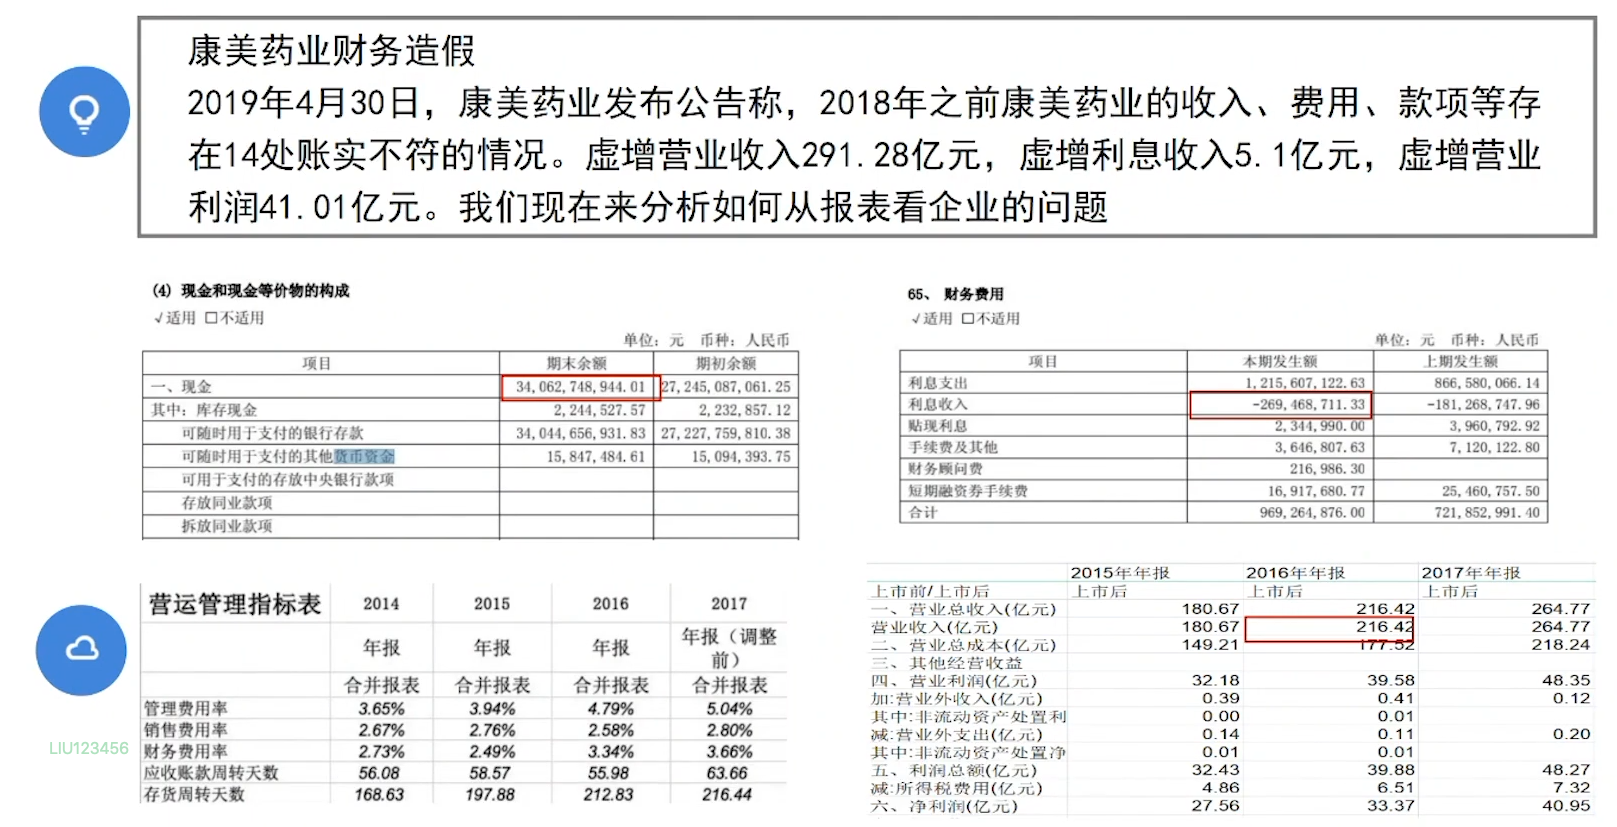 康美药业财务造假
2019年4月30日，康美药业发布公告称，2018年之前康美药业的收入、费用、款项等存
在14处账实不符的情况。虚增营业收入291.28亿元，虚增利息收入5.1亿元，虚增营业
利润41.01亿元。我们现在来分析如何从报表看企业的问题
(4) 现金和现金等价物的构成
√适用 □不适用
单位：元 币种：人民币
项目 期末余额 期初余额
一、现金 34,062,748,944.01 27,245,087,061.25
其中：库存现金 2,244,527.57 2,232,857.12
可随时用于支付的银行存款 34,044,656,931.83 27,227,759,810.38
可随时用于支付的其他货币资金 15,847,484.61 15,094,393.75
可用于支付的存放中央银行款项
存放同业款项
拆放同业款项
65、 财务费用
√适用 □不适用
单位：元 币种：人民币
项目 本期发生额 上期发生额
利息支出 1,215,607,122.63 866,580,066.14
利息收入 -269,468,711.33 -181,268,747.96
贴现利息 2,344,990.00 3,960,792.92
手续费及其他 3,646,807.63 7,120,122.80
财务顾问费 216,986.30
短期融资券手续费 16,917,680.77 25,460,757.50
合计 969,264,876.00 721,852,991.40
营运管理指标表 2014 2015 2016 2017
年报 年报 年报 年报（调整
前）
合并报表 合并报表 合并报表 合并报表
管理费用率 3.65% 3.94% 4.79% 5.04%
销售费用率 2.67% 2.76% 2.58% 2.80%
财务费用率 2.73% 2.49% 3.34% 3.66%
应收账款周转天数 56.08 58.57 55.98 63.66
存货周转天数 168.63 197.88 212.83 216.44
LIU123456
2015年年报 2016年年报 2017年年报
上市前/上市后 上市后 上市后 上市后
一、营业总收入(亿元) 180.67 216.42 264.77
营业收入(亿元) 180.67 216.42 264.77
二、营业总成本(亿元) 149.21 177.52 218.24
三、其他经营收益
四、营业利润(亿元) 32.18 39.58 48.35
加:营业外收入(亿元) 0.39 0.41 0.12
其中:非流动资产处置利 0.00 0.01
减:营业外支出(亿元) 0.14 0.11 0.20
其中:非流动资产处置净 0.01 0.01
五、利润总额(亿元) 32.43 39.88 48.27
减:所得税费用(亿元) 4.86 6.51 7.32
六、净利润(亿元) 27.56 33.37 40.95